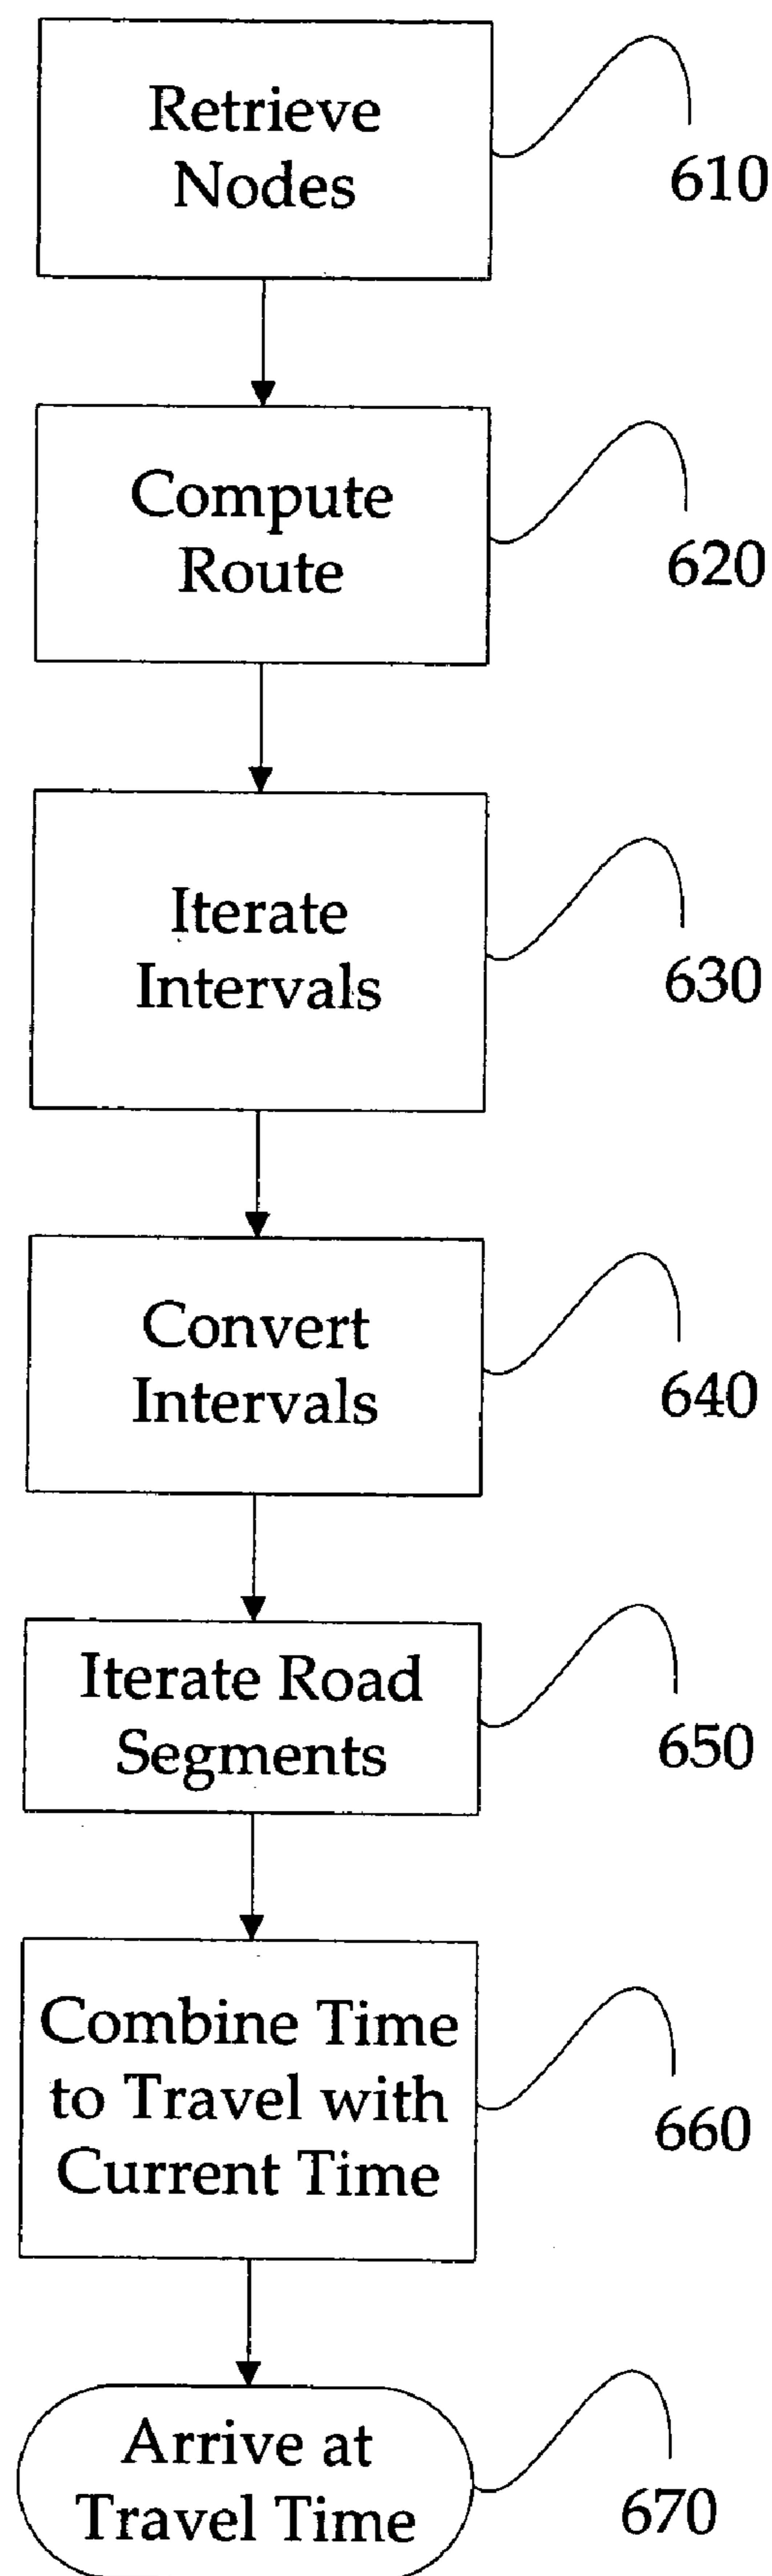 Retrieve
Nodes
610
Compute
Route
620
Iterate
Intervals
630
Convert
Intervals
640
Iterate Road
Segments
650
Combine Time
to Travel with
Current Time
660
Arrive at
Travel Time
670